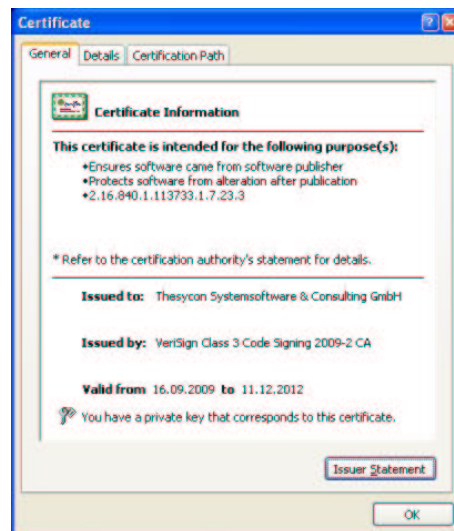 Certificate
General Details Certification Path
Certificate Information
This certificate is intended for the following purpose(s):
•Ensures software came from software publisher
•Protects software from alteration after publication
•2.16.840.1.113733.1.7.23.3
* Refer to the certification authority's statement for details.
Issued to: Thesycon Systemsoftware & Consulting GmbH
Issued by: VeriSign Class 3 Code Signing 2009-2 CA
Valid from 16.09.2009 to 11.12.2012
You have a private key that corresponds to this certificate.
Issuer Statement
OK